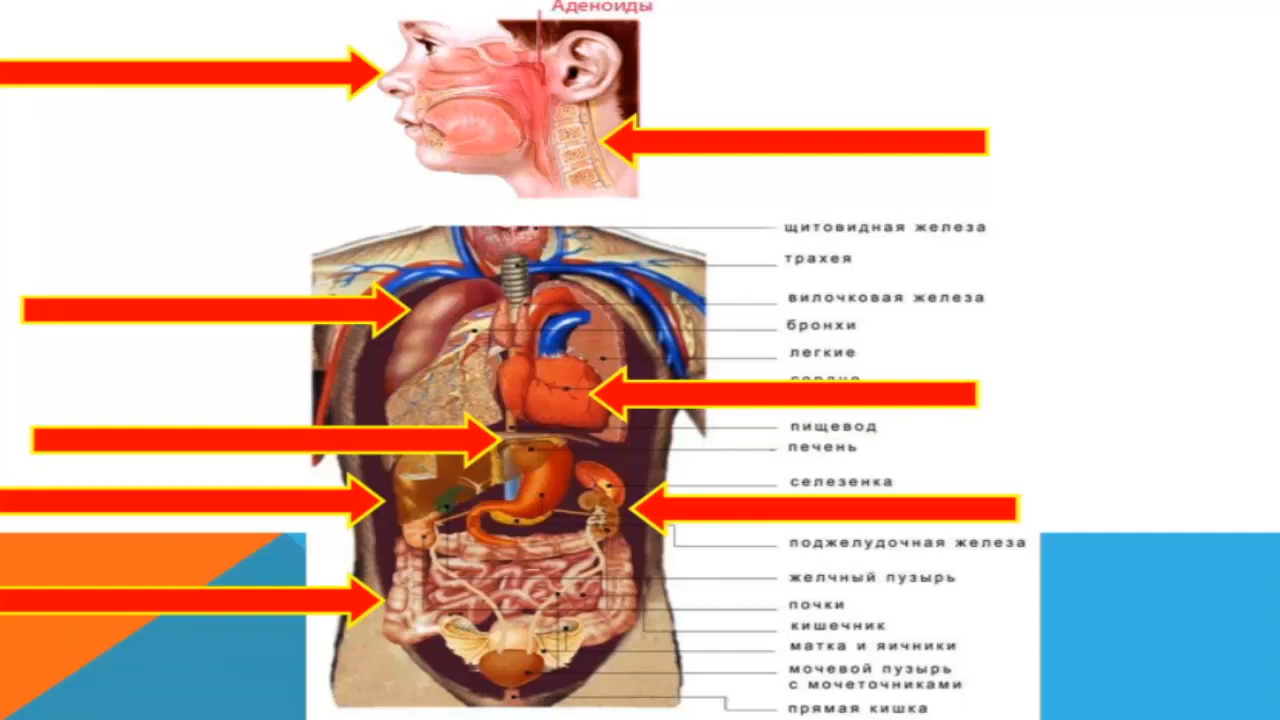 Аденоиды
щитовидная железа
трахея
вилочковая железа
бронхи
легкие
сердце
пищевод
печень
селезенка
поджелудочная железа
желчный пузырь
почки
кишечник
матка и яичники
мочевой пузырь
с мочеточниками
прямая кишка